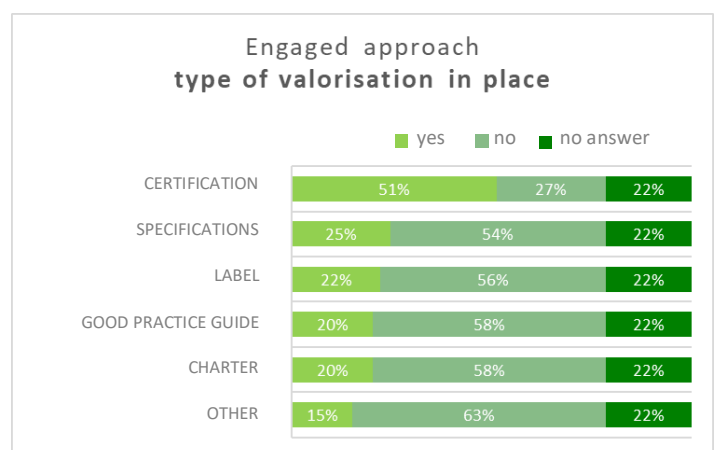 Engaged approach
type of valorisation in place
yes no no answer
CERTIFICATION 51% 27% 22%
SPECIFICATIONS 25% 54% 22%
LABEL 22% 56% 22%
GOOD PRACTICE GUIDE 20% 58% 22%
CHARTER 20% 58% 22%
OTHER 15% 63% 22%